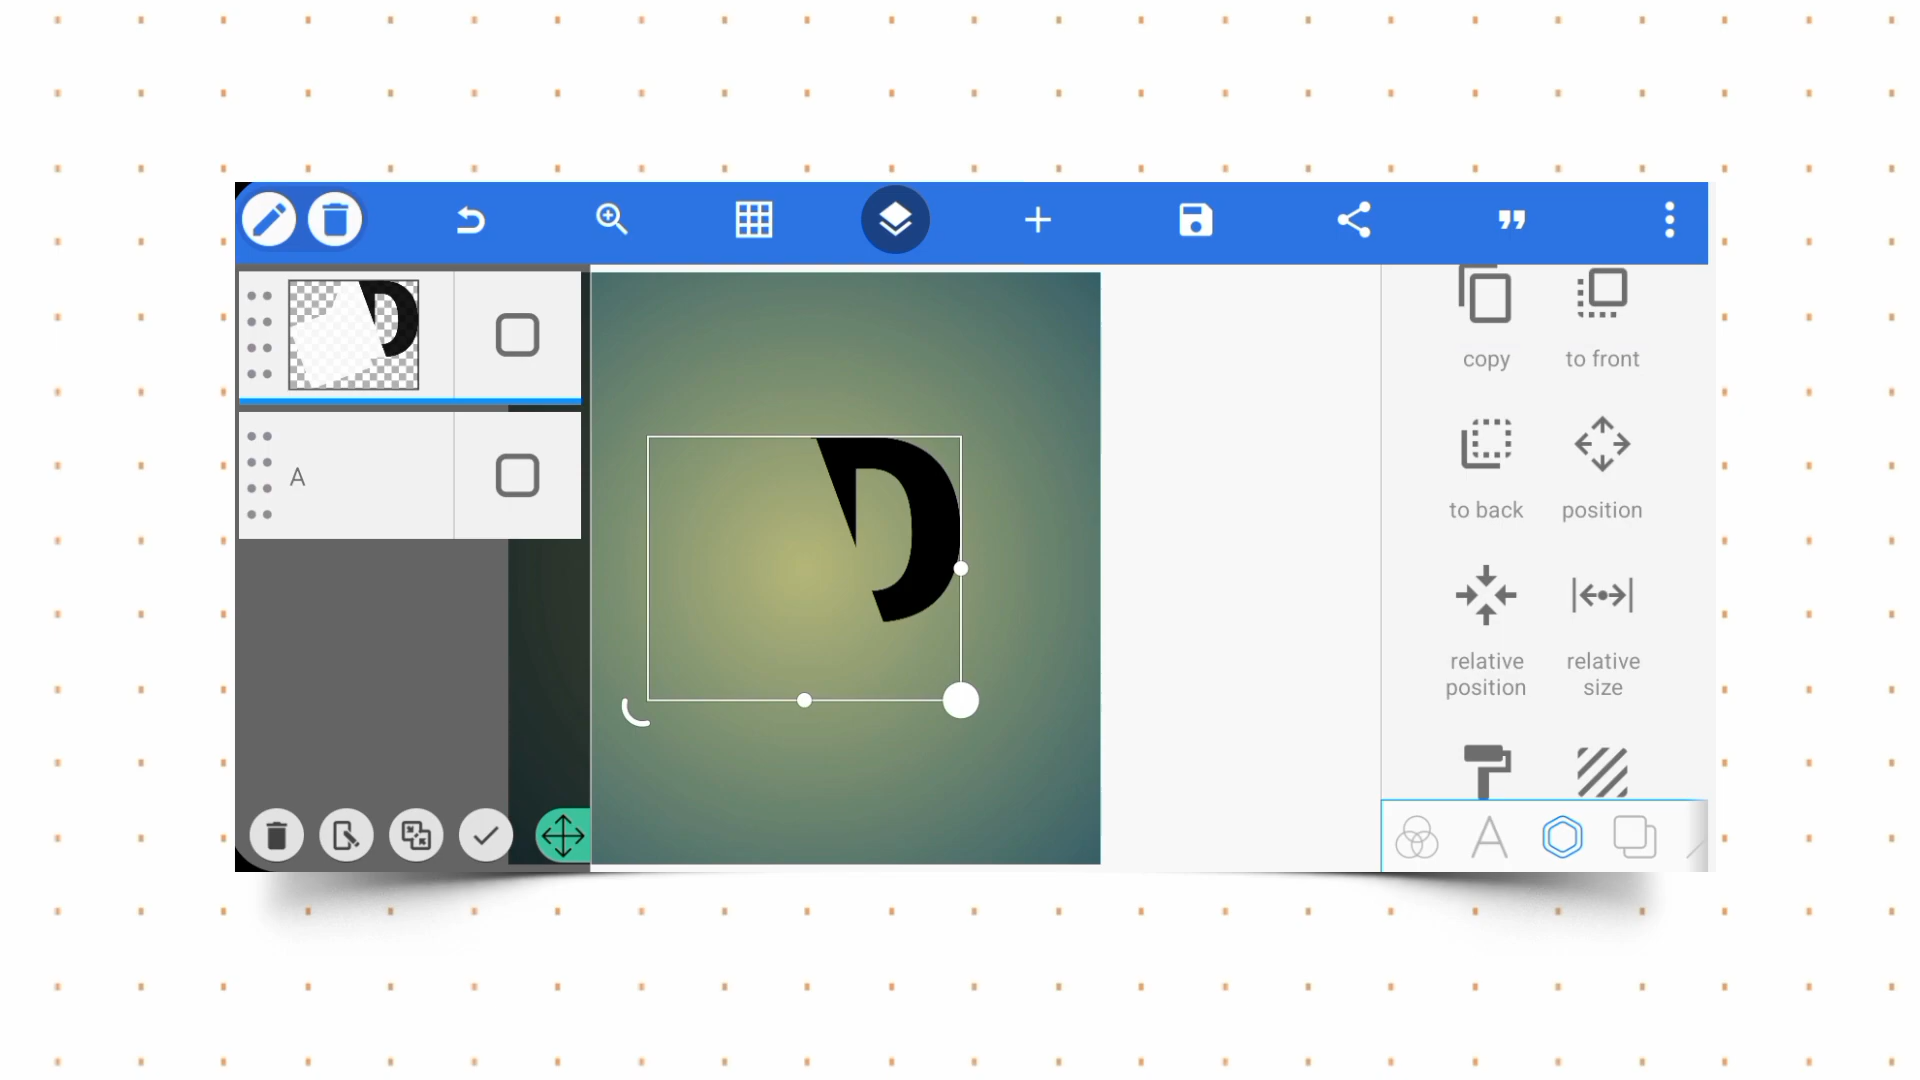 copy
to front
A
to back
position
relative
position
relative
size
D